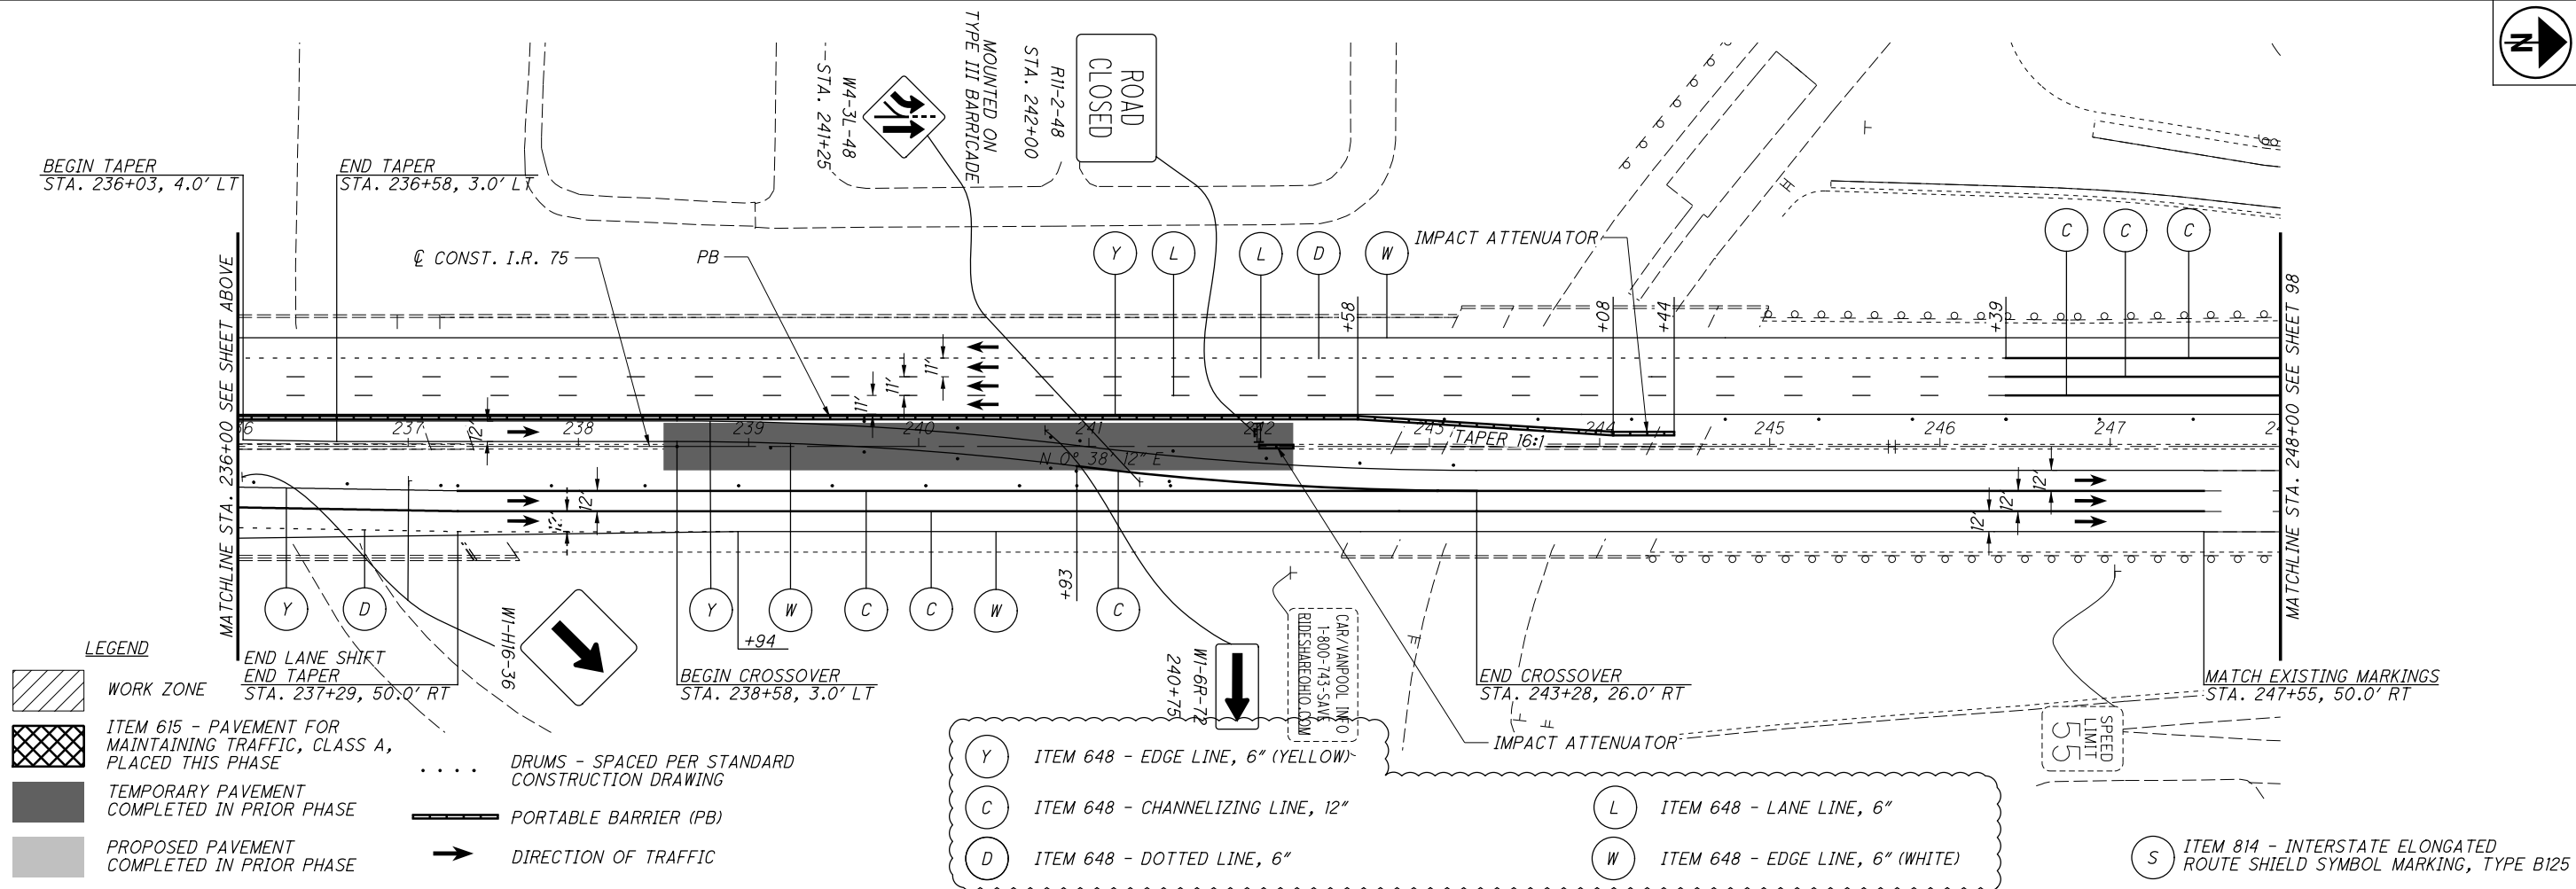 N
ROAD
CLOSED
R11-2-48
STA. 242+00
MOUNTED ON
TYPE III BARRICADE
W4-3L-48
STA. 241+25
BEGIN TAPER
STA. 236+03, 4.0' LT
END TAPER
STA. 236+58, 3.0' LT
℄ CONST. I.R. 75
PB
Y
L
L
D
W
IMPACT ATTENUATOR
C
C
C
+58
+08
+44
+39
MATCHLINE STA. 236+00 SEE SHEET ABOVE
MATCHLINE STA. 248+00 SEE SHEET 98
11'
11'
11'
12'
237
238
239
240
241
242
243
244
245
246
247
TAPER 16:1
N 0° 38' 12" E
12'
12'
12'
12'
12'
Y
D
Y
W
C
C
W
C
+93
+94
W1-H16-36
END LANE SHIFT
END TAPER
STA. 237+29, 50.0' RT
BEGIN CROSSOVER
STA. 238+58, 3.0' LT
W1-6R-72
240+75
CAR/VANPOOL INFO
1-800-743-SAVE
RIDESHAREOHIO.COM
END CROSSOVER
STA. 243+28, 26.0' RT
IMPACT ATTENUATOR
SPEED
LIMIT
55
MATCH EXISTING MARKINGS
STA. 247+55, 50.0' RT
LEGEND
WORK ZONE
ITEM 615 - PAVEMENT FOR
MAINTAINING TRAFFIC, CLASS A,
PLACED THIS PHASE
TEMPORARY PAVEMENT
COMPLETED IN PRIOR PHASE
PROPOSED PAVEMENT
COMPLETED IN PRIOR PHASE
DRUMS - SPACED PER STANDARD
CONSTRUCTION DRAWING
PORTABLE BARRIER (PB)
DIRECTION OF TRAFFIC
Y ITEM 648 - EDGE LINE, 6" (YELLOW)
C ITEM 648 - CHANNELIZING LINE, 12"
D ITEM 648 - DOTTED LINE, 6"
L ITEM 648 - LANE LINE, 6"
W ITEM 648 - EDGE LINE, 6" (WHITE)
S ITEM 814 - INTERSTATE ELONGATED
ROUTE SHIELD SYMBOL MARKING, TYPE B125